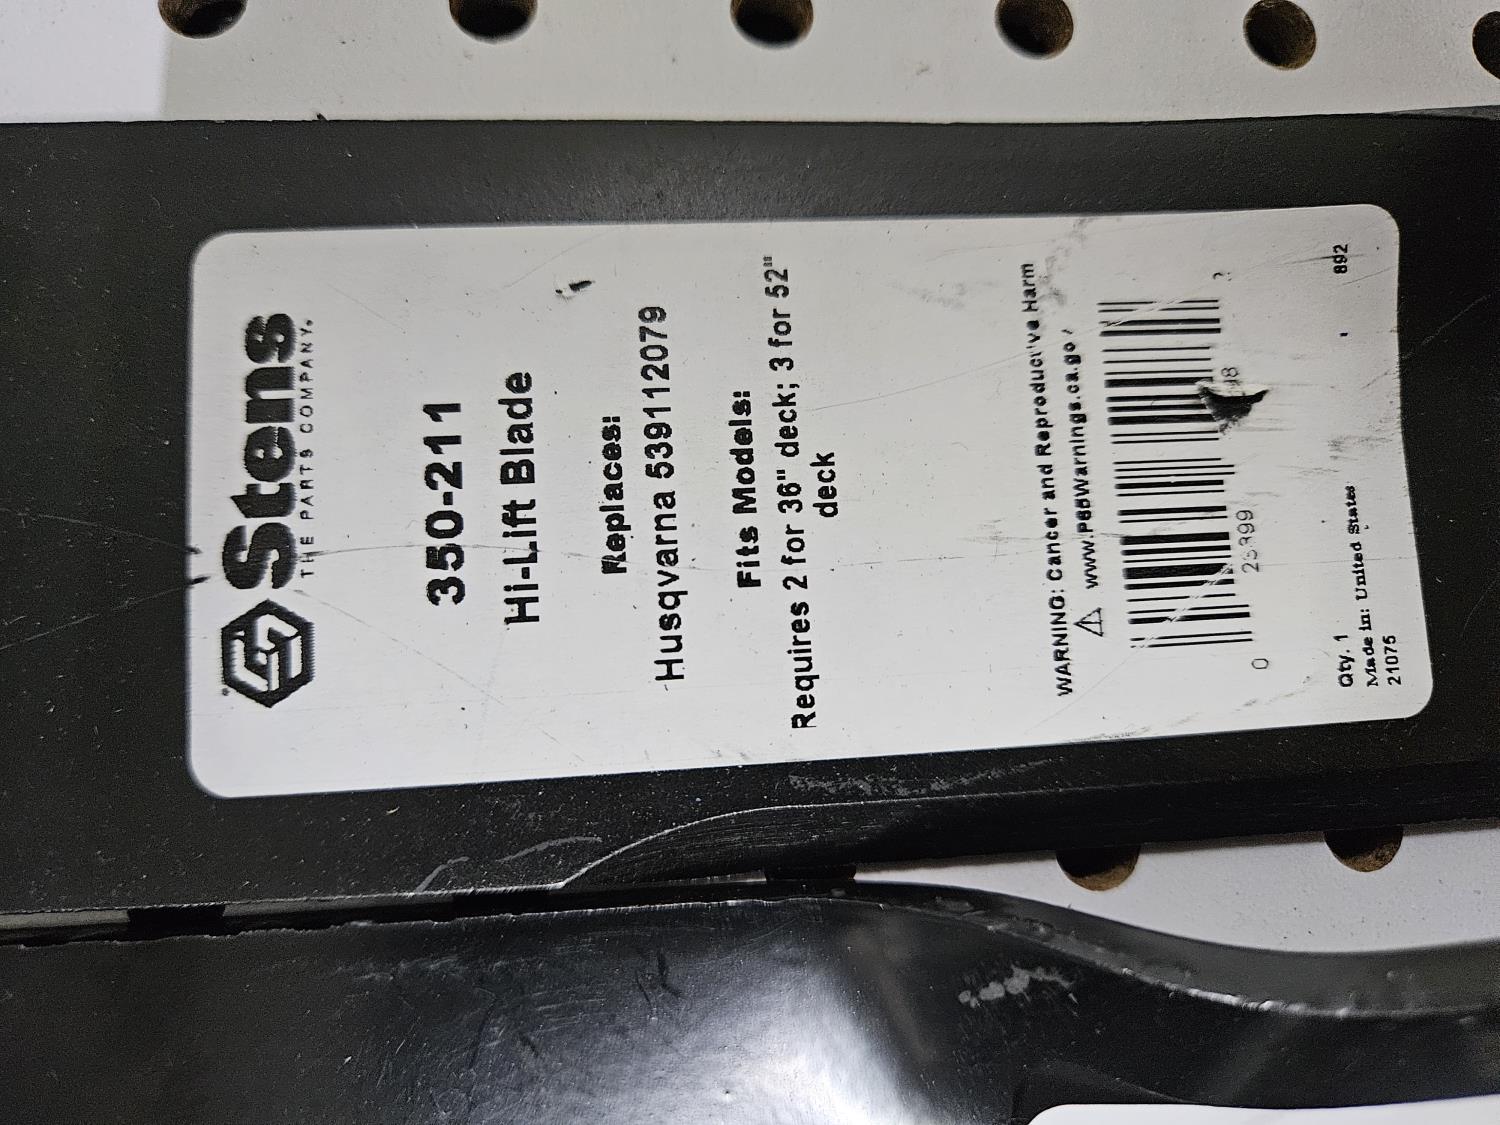 Stens
THE PARTS COMPANY.
350-211
Hi-Lift Blade
Replaces:
Husqvarna 539112079
Fits Models:
Requires 2 for 36" deck; 3 for 52"
deck
WARNING: Cancer and Reproductive Harm
www.P65Warnings.ca.gov
0
Qty. 1 892
Made in: United States
21075